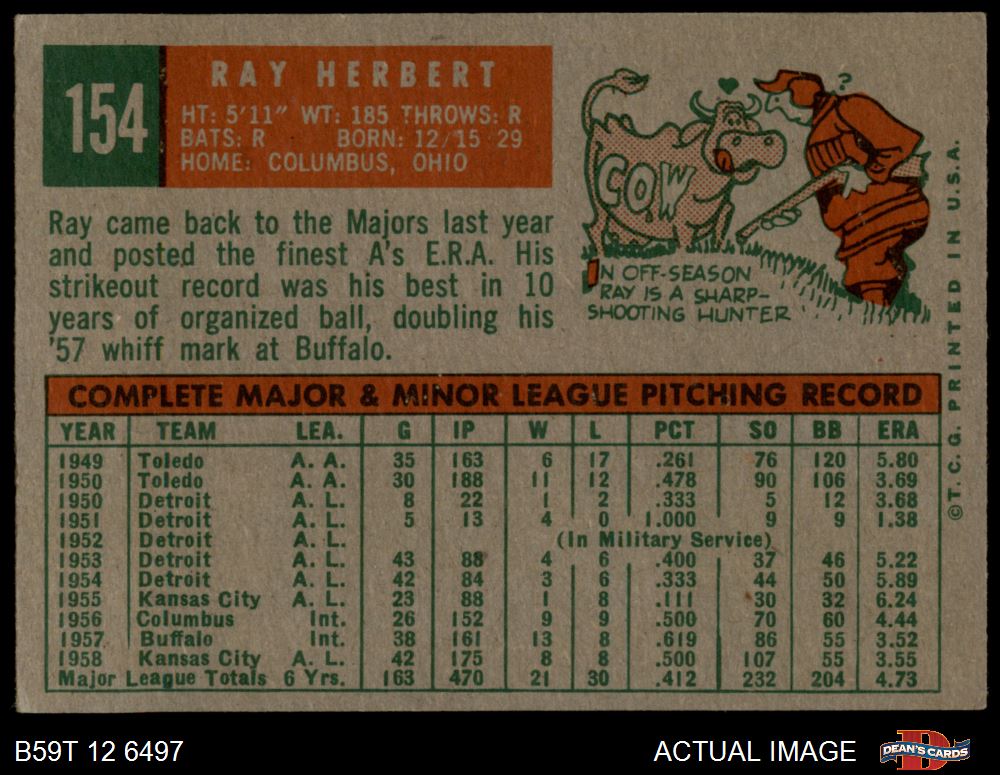 154
RAY HERBERT
HT: 5'11" WT: 185 THROWS: R
BATS: R BORN: 12/15 29
HOME: COLUMBUS, OHIO
Ray came back to the Majors last year
and posted the finest A's E.R.A. His
strikeout record was his best in 10
years of organized ball, doubling his
'57 whiff mark at Buffalo.
?
COW
IN OFF-SEASON
RAY IS A SHARP-
SHOOTING HUNTER
COMPLETE MAJOR & MINOR LEAGUE PITCHING RECORD
YEAR TEAM LEA. G IP W L PCT SO BB ERA
1949 Toledo A. A. 35 163 6 17 .261 76 120 5.80
1950 Toledo A. A. 30 188 11 12 .478 90 106 3.69
1950 Detroit A. L. 8 22 1 2 .333 5 12 3.68
1951 Detroit A. L. 5 13 4 0 1.000 9 9 1.38
1952 Detroit A. L. (In Military Service)
1953 Detroit A. L. 43 88 4 6 .400 37 46 5.22
1954 Detroit A. L. 42 84 3 6 .333 44 50 5.89
1955 Kansas City A. L. 23 88 1 8 .111 30 32 6.24
1956 Columbus Int. 26 152 9 9 .500 70 60 4.44
1957 Buffalo Int. 38 161 13 8 .619 86 55 3.52
1958 Kansas City A. L. 42 175 8 8 .500 107 55 3.55
Major League Totals 6 Yrs. 163 470 21 30 .412 232 204 4.73
©T. C. G. PRINTED IN U.S.A.
B59T 12 6497
ACTUAL IMAGE
D
DEAN'S CARDS